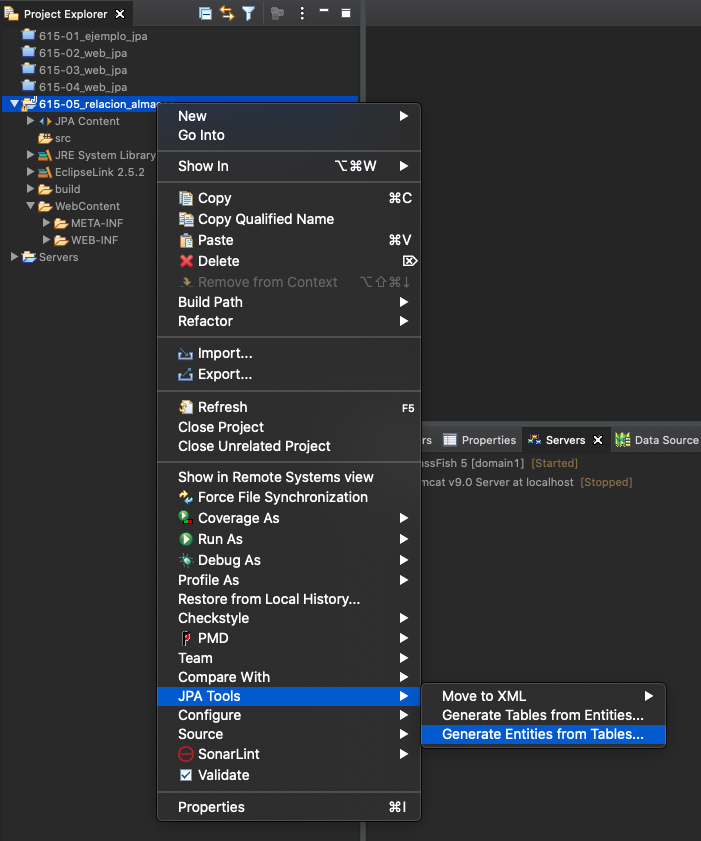 Project Explorer
615-01_ejemplo_jpa
615-02_web_jpa
615-03_web_jpa
615-04_web_jpa
615-05_relacion_alma
JPA Content
src
JRE System Library
EclipseLink 2.5.2
build
WebContent
META-INF
WEB-INF
Servers
New
Go Into
Show In ⌥⌘W
Copy ⌘C
Copy Qualified Name
Paste ⌘V
Delete ⌦
Remove from Context ⌥⇧⌘↓
Build Path
Refactor
Import...
Export...
Refresh F5
Close Project
Close Unrelated Project
Show in Remote Systems view
Force File Synchronization
Coverage As
Run As
Debug As
Profile As
Restore from Local History...
Checkstyle
PMD
Team
Compare With
JPA Tools
Configure
Source
SonarLint
Validate
Properties ⌘I
Move to XML
Generate Tables from Entities...
Generate Entities from Tables...
rs Properties Servers Data Source
ssFish 5 [domain1] [Started]
mcat v9.0 Server at localhost [Stopped]